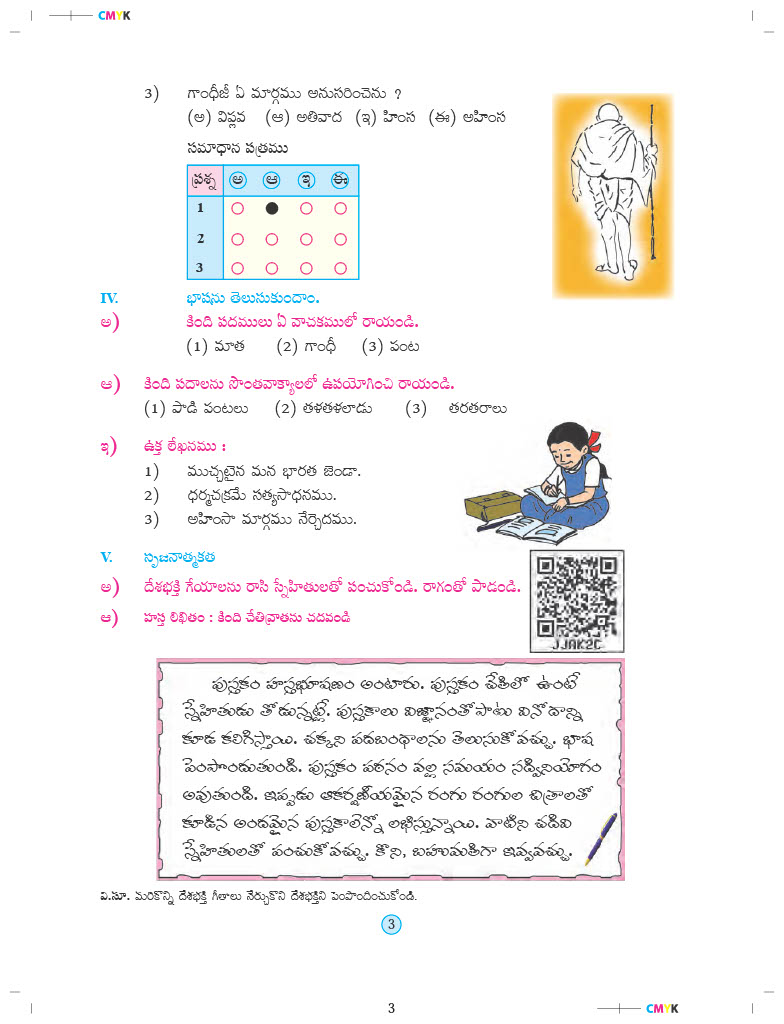 CMYK
3) గాంధీజీ ఏ మార్గము అనుసరించెను ?
(అ) విప్లవ (ఆ) అతివాద (ఇ) హింస (ఈ) అహింస
సమాధాన పత్రము
ప్రశ్న అ ఆ ఇ ఈ
1
2
3
IV. భాషను తెలుసుకుందాం.
అ) కింది పదములు ఏ వాచకములో రాయండి.
(1) మాత (2) గాంధీ (3) పంట
ఆ) కింది పదాలను సొంతవాక్యాలలో ఉపయోగించి రాయండి.
(1) పాడి పంటలు (2) తళతళలాడు (3) తరతరాలు
ఇ) ఉక్త లేఖనము :
1) ముచ్చటైన మన భారత జెండా.
2) ధర్మచక్రమే సత్యసాధనము.
3) అహింసా మార్గము నేర్చెదము.
V. సృజనాత్మకత
అ) దేశభక్తి గేయాలను రాసి స్నేహితులతో పంచుకోండి. రాగంతో పాడండి.
ఆ) హస్త లిఖితం : కింది చేతివ్రాతను చదవండి
JJAK2C
పుస్తకం హస్తభూషణం అంటారు. పుస్తకం చేతిలో ఉంటే
స్నేహితుడు తోడున్నట్లే. పుస్తకాలు విజ్ఞానంతోపాటు వినోదాన్ని
కూడ కలిగిస్తాయి. చక్కని పదబంధాలను తెలుసుకోవచ్చు. భాష
పెంపొందుతుంది. పుస్తకం పఠనం వల్ల సమయం సద్వినియోగం
అవుతుంది. ఇప్పడు ఆకర్షణీయమైన రంగు రంగుల చిత్రాలతో
కూడిన అందమైన పుస్తకాలెన్నో లభిస్తున్నాయి. వాటిని చదివి
స్నేహితులతో పంచుకోవచ్చు. కొని, బహుమతిగా ఇవ్వవచ్చు.
వి.సూ. మరికొన్ని దేశభక్తి గీతాలు నేర్చుకొని దేశభక్తిని పెంపొందించుకోండి.
3
3
CMYK